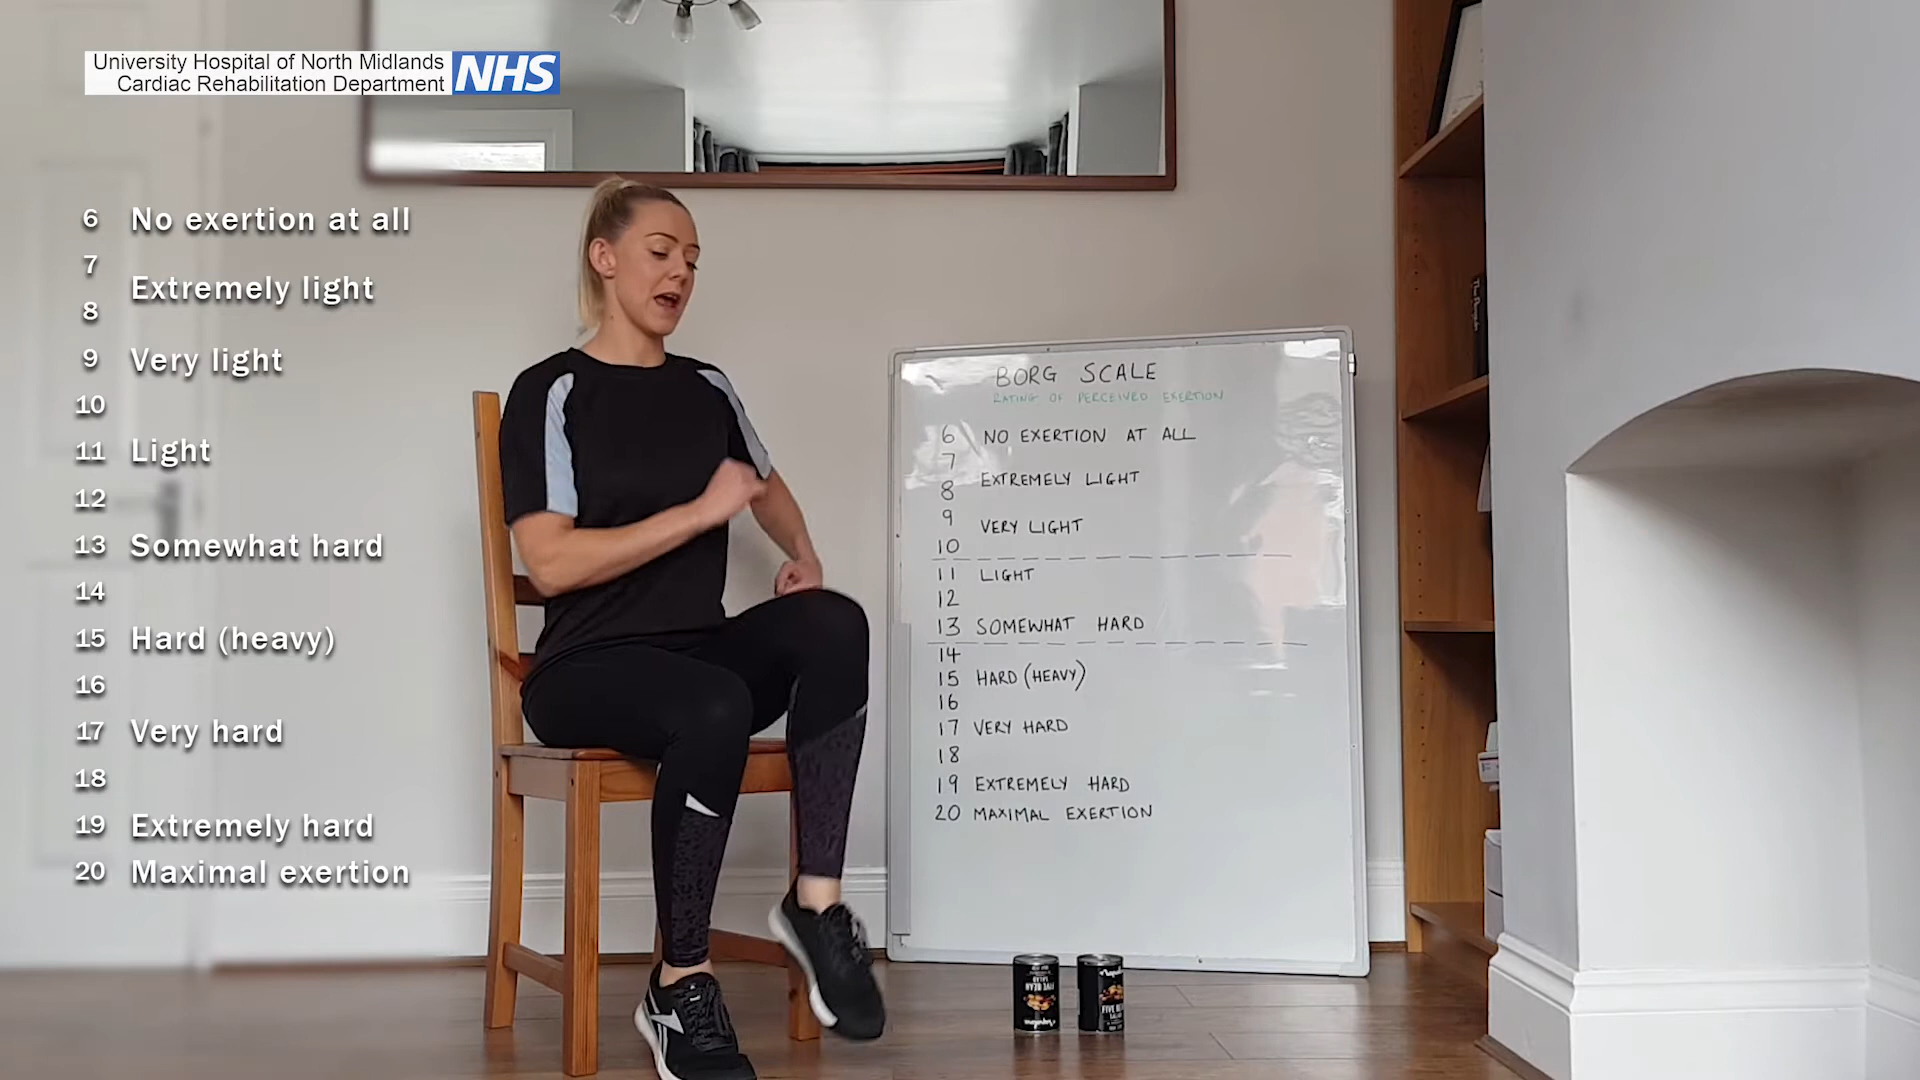 University Hospital of North Midlands
Cardiac Rehabilitation Department
NHS
6 No exertion at all
7
Extremely light
8
9 Very light
10
11 Light
12
13 Somewhat hard
14
15 Hard (heavy)
16
17 Very hard
18
19 Extremely hard
20 Maximal exertion
BORG SCALE
RATING OF PERCEIVED EXERTION
6 NO EXERTION AT ALL
7
EXTREMELY LIGHT
8
9
VERY LIGHT
10
11 LIGHT
12
13 SOMEWHAT HARD
14
15 HARD (HEAVY)
16
17 VERY HARD
18
19 EXTREMELY HARD
20 MAXIMAL EXERTION
FIVE BEAN
SALAD